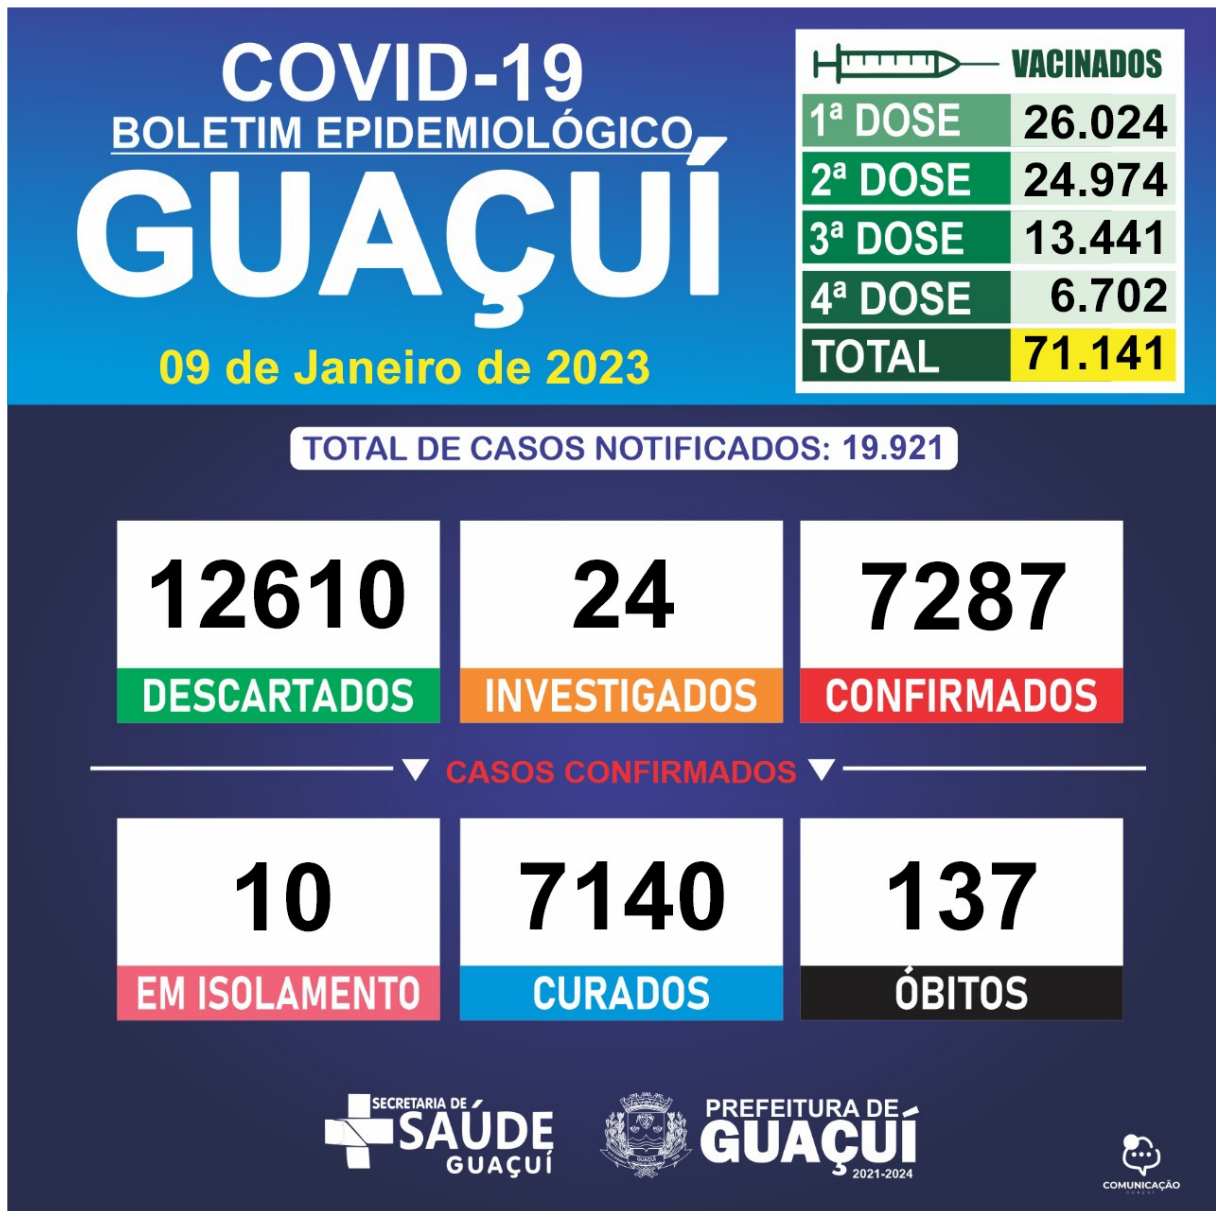 COVID-19
BOLETIM EPIDEMIOLÓGICO
GUAÇUÍ
09 de Janeiro de 2023
VACINADOS
1ª DOSE 26.024
2ª DOSE 24.974
3ª DOSE 13.441
4ª DOSE 6.702
TOTAL 71.141
TOTAL DE CASOS NOTIFICADOS: 19.921
12610
DESCARTADOS
24
INVESTIGADOS
7287
CONFIRMADOS
CASOS CONFIRMADOS
10
EM ISOLAMENTO
7140
CURADOS
137
ÓBITOS
SECRETARIA DE
SAÚDE
GUAÇUÍ
PREFEITURA DE
GUAÇUÍ
2021-2024
COMUNICAÇÃO
GUAÇUÍ